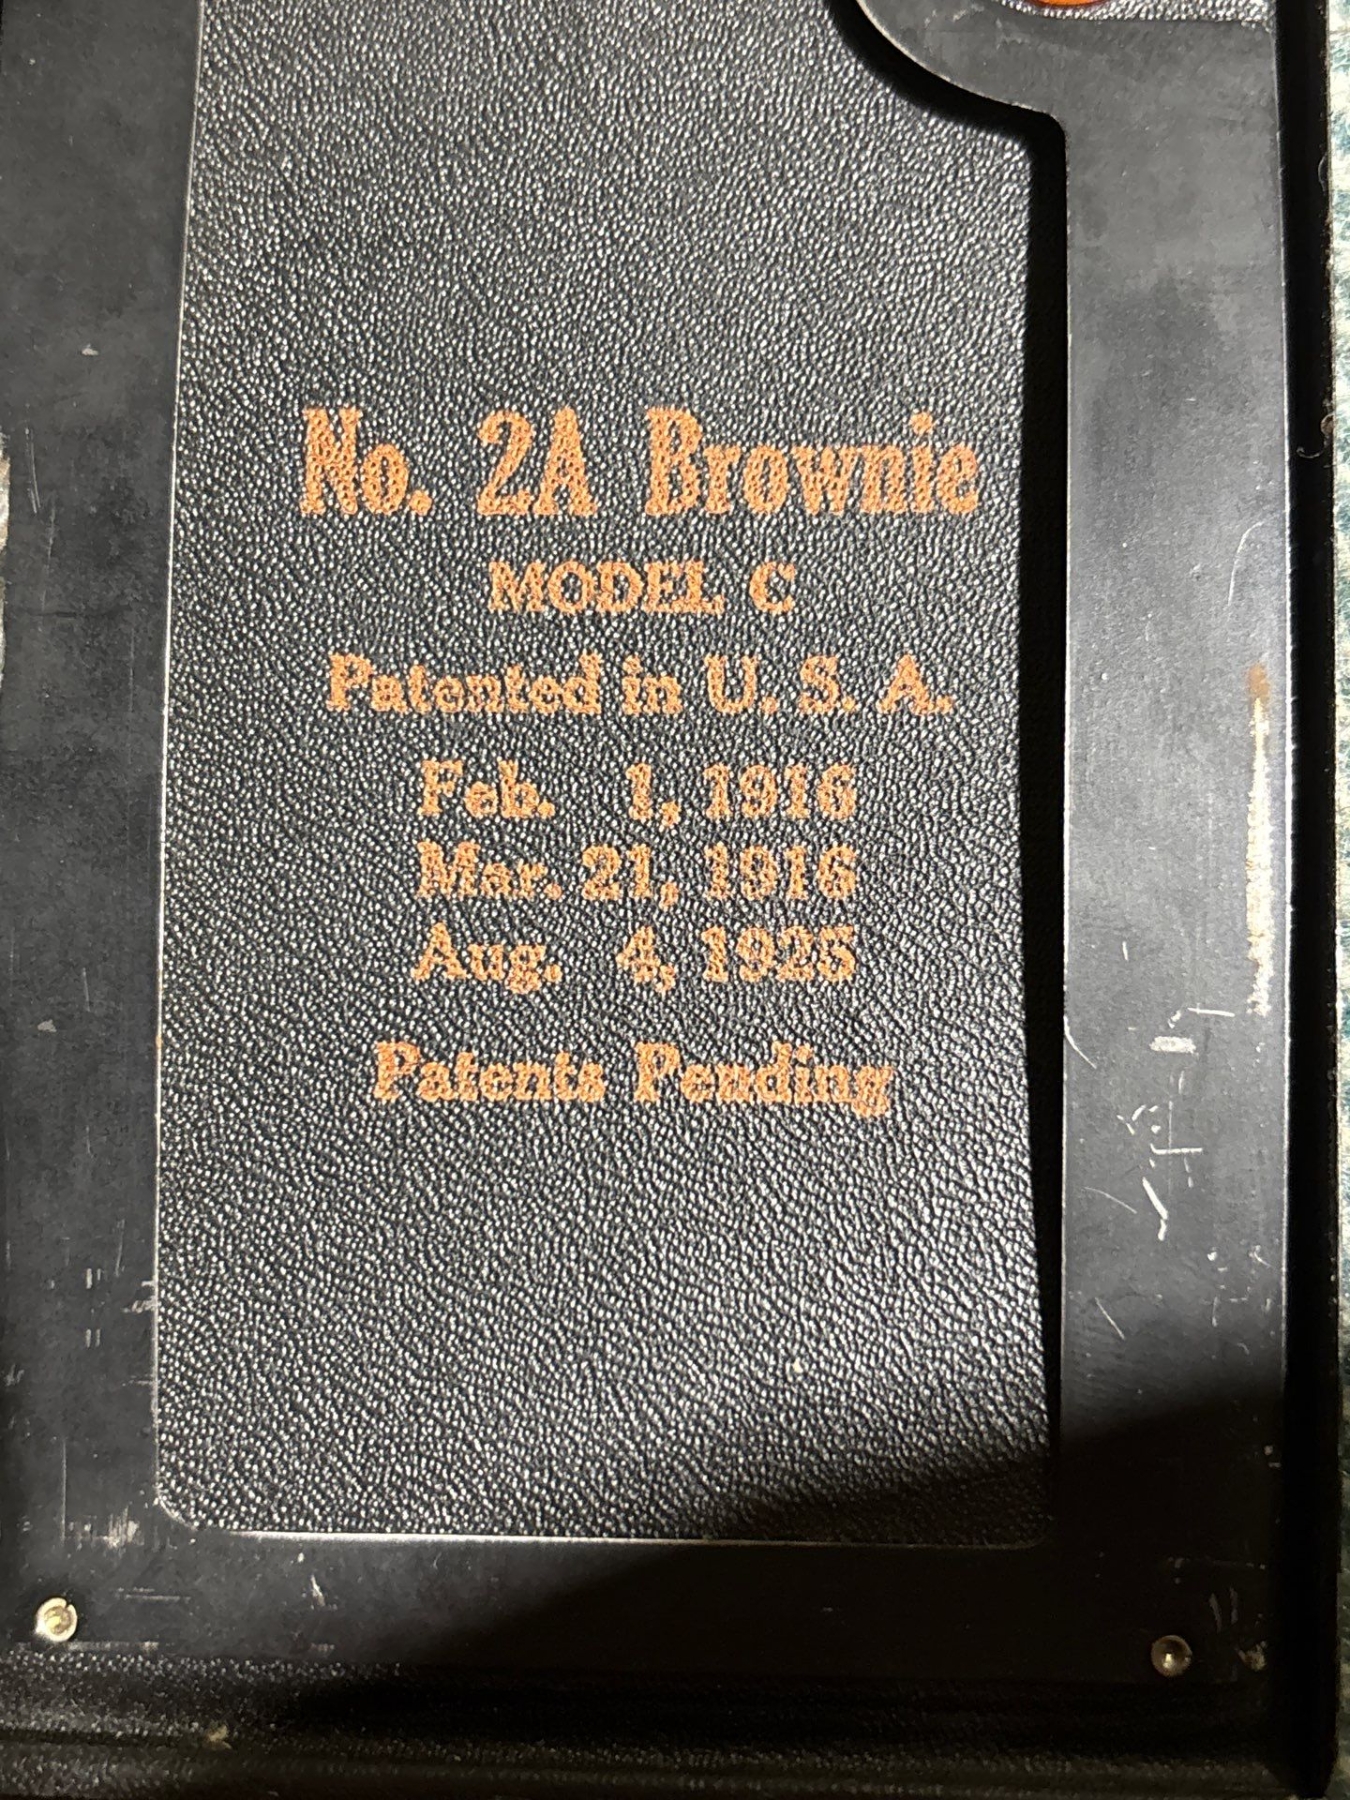 No. 2A Brownie
MODEL C
Patented in U. S. A.
Feb. 1, 1916
Mar. 21, 1916
Aug. 4, 1925
Patents Pending